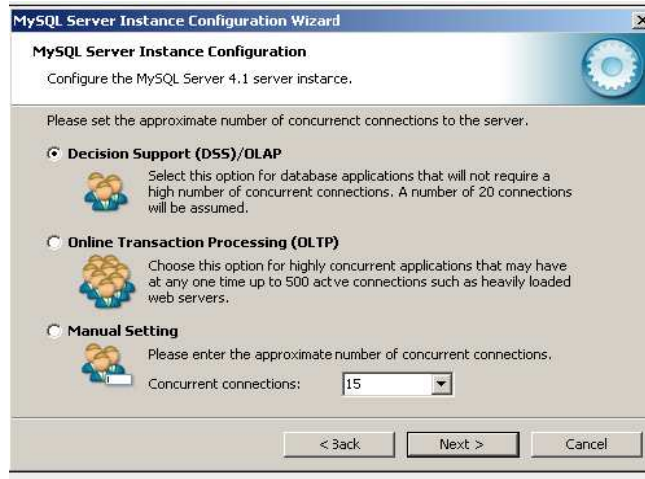 MySQL Server Instance Configuration Wizard
MySQL Server Instance Configuration
Configure the MySQL Server 4.1 server instance.
Please set the approximate number of concurrenct connections to the server.
Decision Support (DSS)/OLAP
Select this option for database applications that will not require a
high number of concurrent connections. A number of 20 connections
will be assumed.
Online Transaction Processing (OLTP)
Choose this option for highly concurrent applications that may have
at any one time up to 500 active connections such as heavily loaded
web servers.
Manual Setting
Please enter the approximate number of concurrent connections.
Concurrent connections:
15
< Back
Next >
Cancel